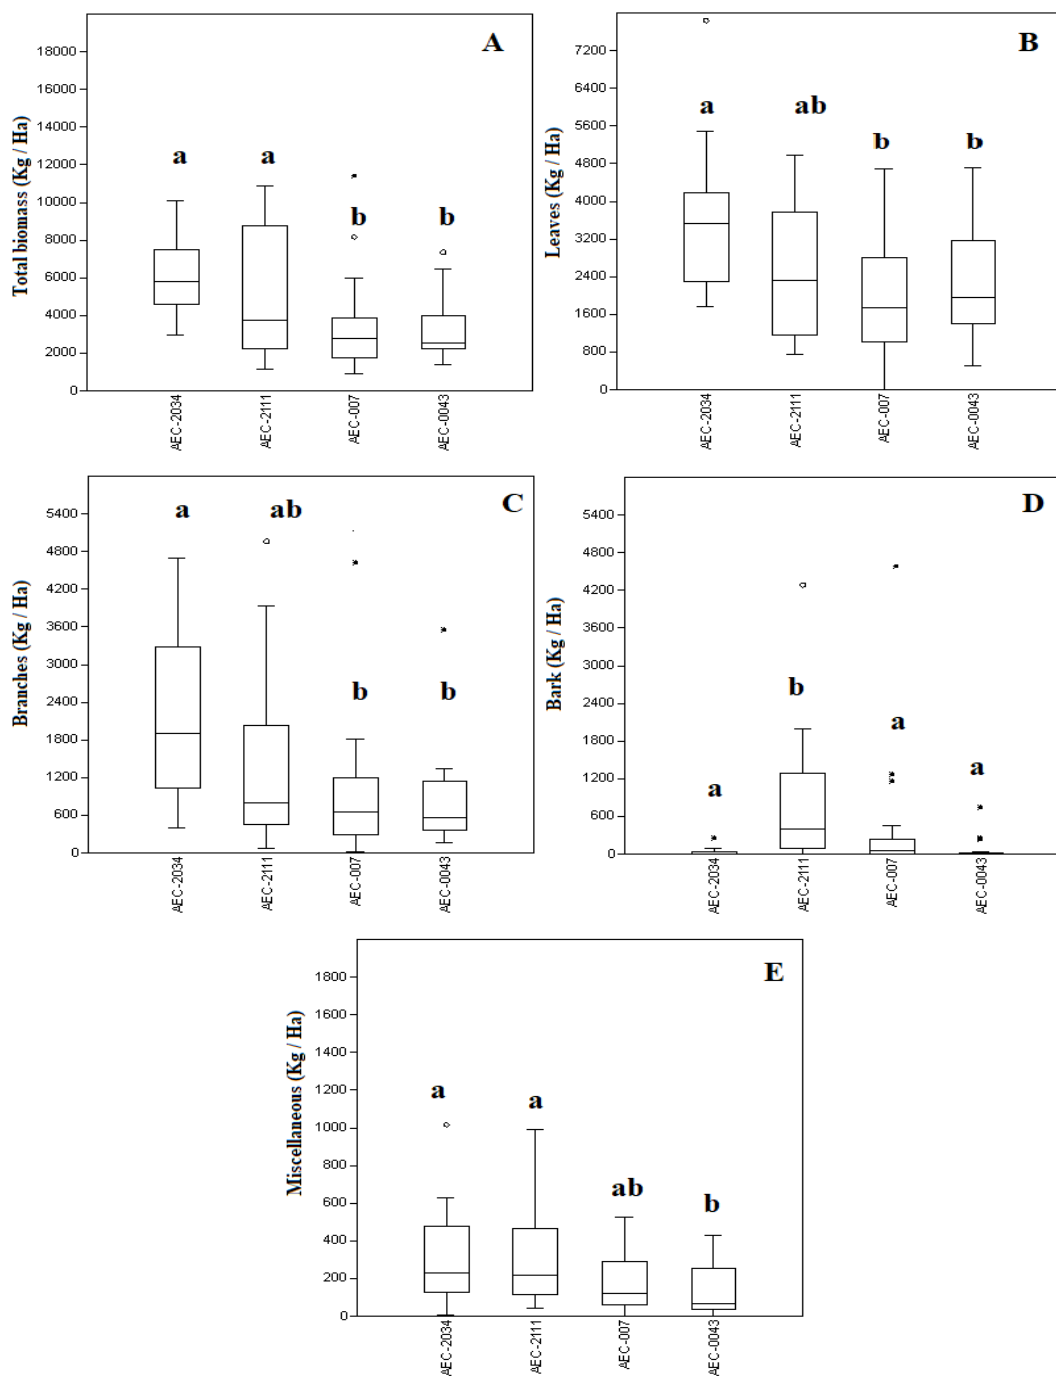 A
18000
16000
14000
12000
10000
8000
6000
4000
2000
0
Total biomass (Kg / Ha)
a a b b
AEC-2034 AEC-2111 AEC-007 AEC-0043
B
7200
6400
5600
4800
4000
3200
2400
1600
800
0
Leaves (Kg / Ha)
a ab b b
AEC-2034 AEC-2111 AEC-007 AEC-0043
C
5400
4800
4200
3600
3000
2400
1800
1200
600
0
Branches (Kg / Ha)
a ab b b
AEC-2034 AEC-2111 AEC-007 AEC-0043
D
5400
4800
4200
3600
3000
2400
1800
1200
600
0
Bark (Kg / Ha)
a b a a
AEC-2034 AEC-2111 AEC-007 AEC-0043
E
1800
1600
1400
1200
1000
800
600
400
200
0
Miscellaneous (Kg / Ha)
a a ab b
AEC-2034 AEC-2111 AEC-007 AEC-0043